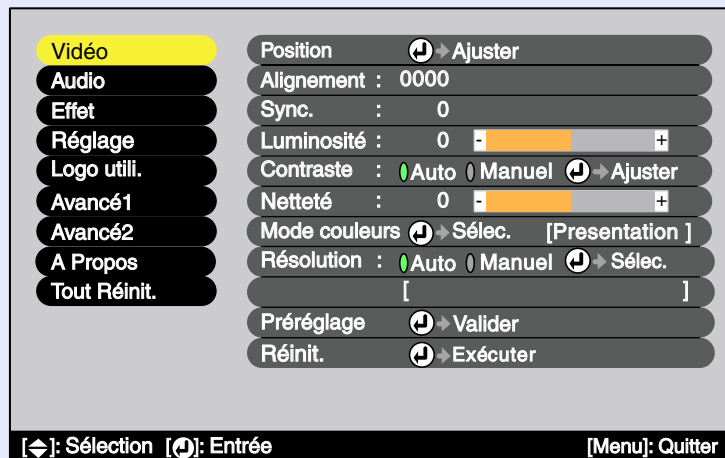 Vidéo
Audio
Effet
Réglage
Logo utili.
Avancé1
Avancé2
A Propos
Tout Réinit.
Position Ajuster
Alignement : 0000
Sync. : 0
Luminosité : 0 - +
Contraste : Auto Manuel Ajuster
Netteté : 0 - +
Mode couleurs Sélec. [Presentation ]
Résolution : Auto Manuel Sélec.
[ ]
Préréglage Valider
Réinit. Exécuter
[ ]: Sélection [ ]: Entrée [Menu]: Quitter